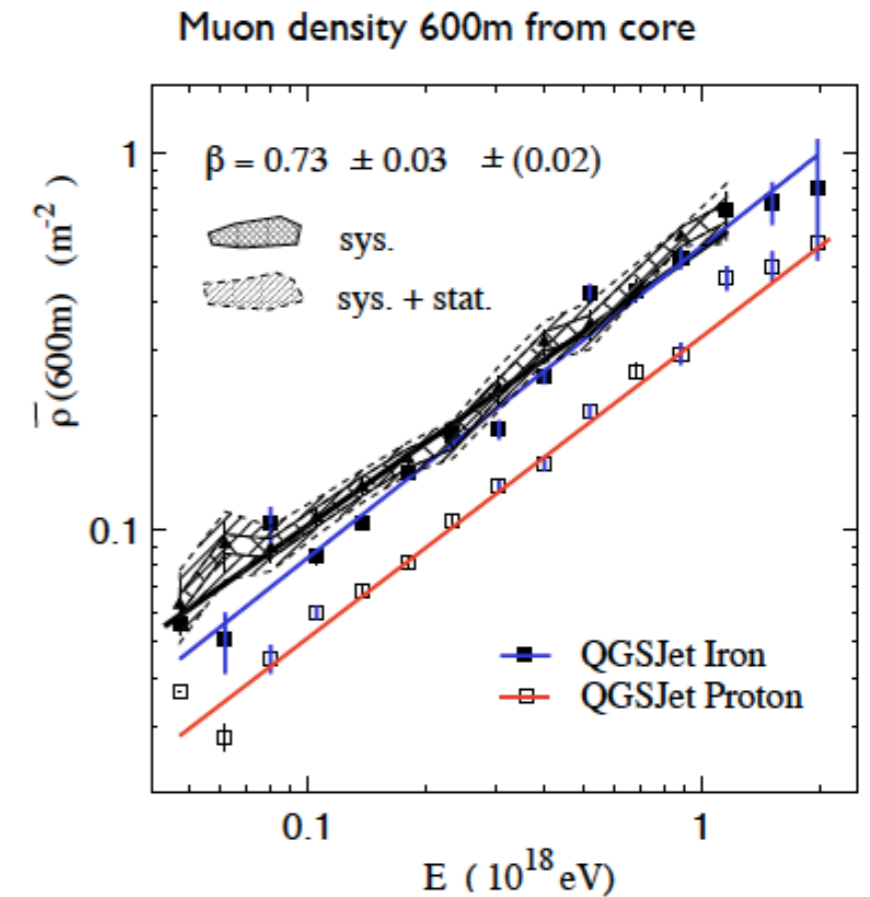 Muon density 600m from core
β = 0.73 ± 0.03 ± (0.02)
sys.
sys. + stat.
1
0.1
ρ̅ (600m) (m⁻²)
QGSJet Iron
QGSJet Proton
0.1
1
E ( 10¹⁸ eV)